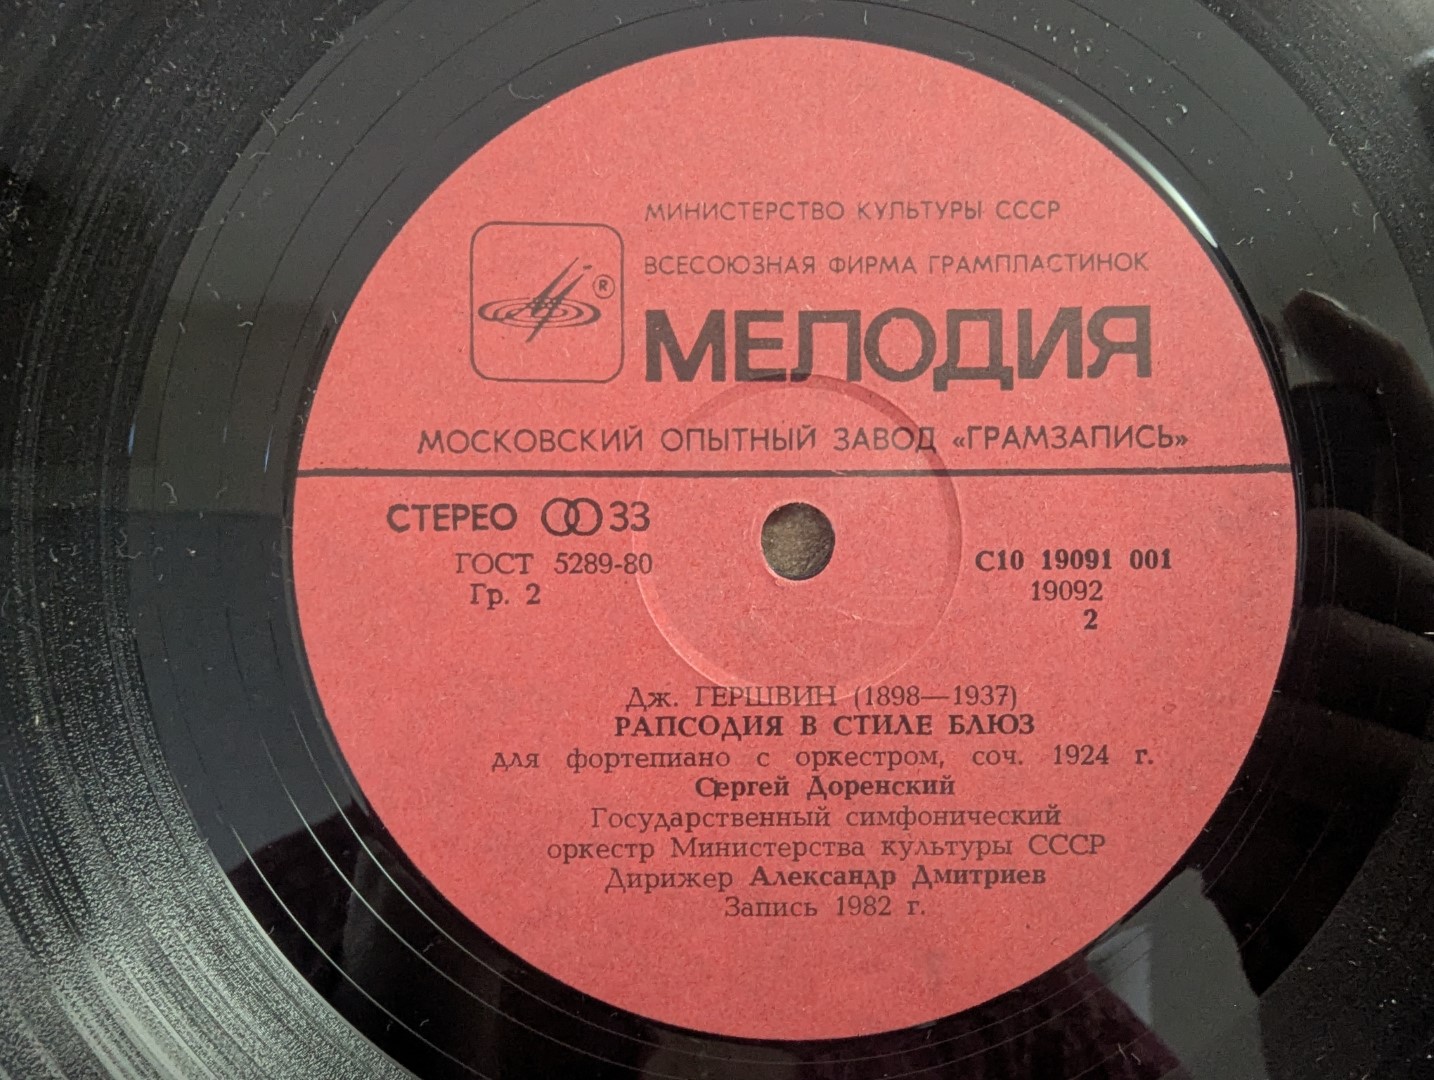 МИНИСТЕРСТВО КУЛЬТУРЫ СССР
ВСЕСОЮЗНАЯ ФИРМА ГРАМПЛАСТИНОК
®
МЕЛОДИЯ
МОСКОВСКИЙ ОПЫТНЫЙ ЗАВОД «ГРАМЗАПИСЬ»
СТЕРЕО 33
ГОСТ 5289-80
Гр. 2
С10 19091 001
19092
2
Дж. ГЕРШВИН (1898—1937)
РАПСОДИЯ В СТИЛЕ БЛЮЗ
для фортепиано с оркестром, соч. 1924 г.
Сергей Доренский
Государственный симфонический
оркестр Министерства культуры СССР
Дирижер Александр Дмитриев
Запись 1982 г.